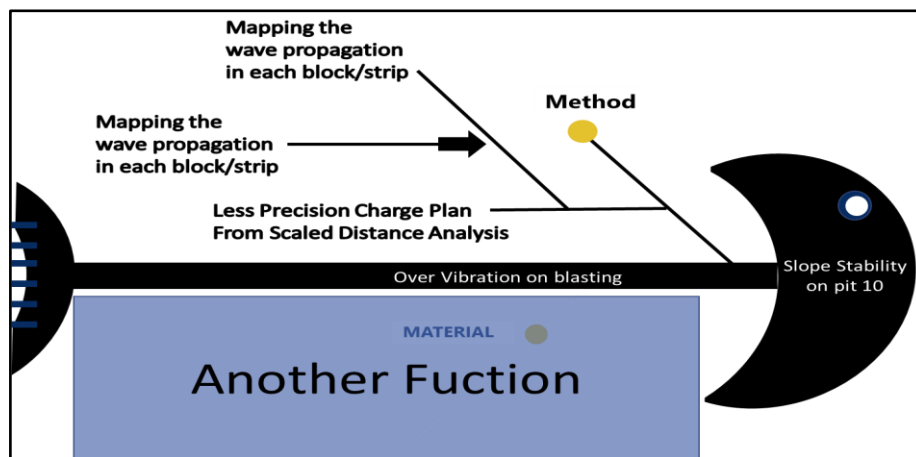 Mapping the
wave propagation
in each block/strip
Method
Mapping the
wave propagation
in each block/strip
Less Precision Charge Plan
From Scaled Distance Analysis
Over Vibration on blasting
Slope Stability
on pit 10
MATERIAL
Another Fuction